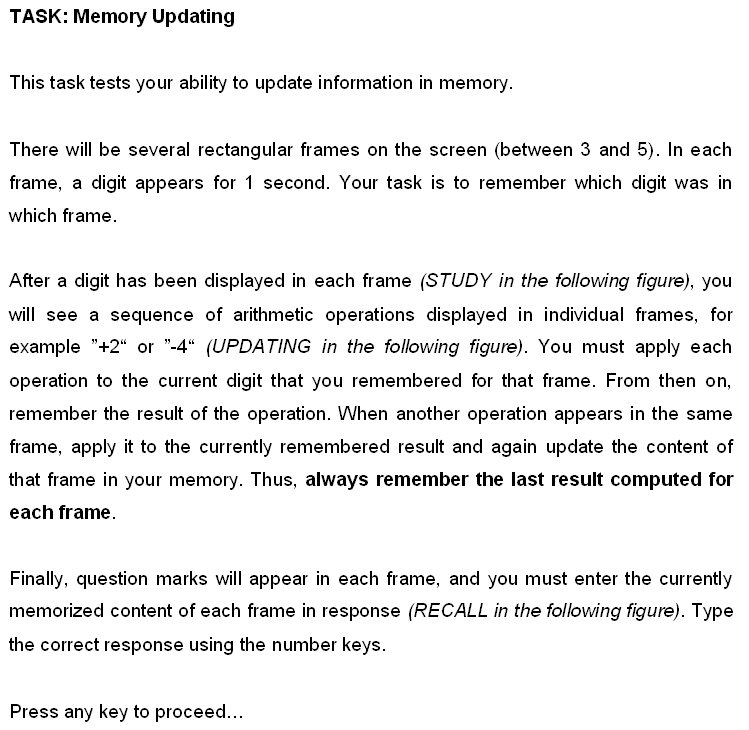 TASK: Memory Updating
This task tests your ability to update information in memory.
There will be several rectangular frames on the screen (between 3 and 5). In each
frame, a digit appears for 1 second. Your task is to remember which digit was in
which frame.
After a digit has been displayed in each frame (STUDY in the following figure), you
will see a sequence of arithmetic operations displayed in individual frames, for
example ”+2“ or ”-4“ (UPDATING in the following figure). You must apply each
operation to the current digit that you remembered for that frame. From then on,
remember the result of the operation. When another operation appears in the same
frame, apply it to the currently remembered result and again update the content of
that frame in your memory. Thus, always remember the last result computed for
each frame.
Finally, question marks will appear in each frame, and you must enter the currently
memorized content of each frame in response (RECALL in the following figure). Type
the correct response using the number keys.
Press any key to proceed…